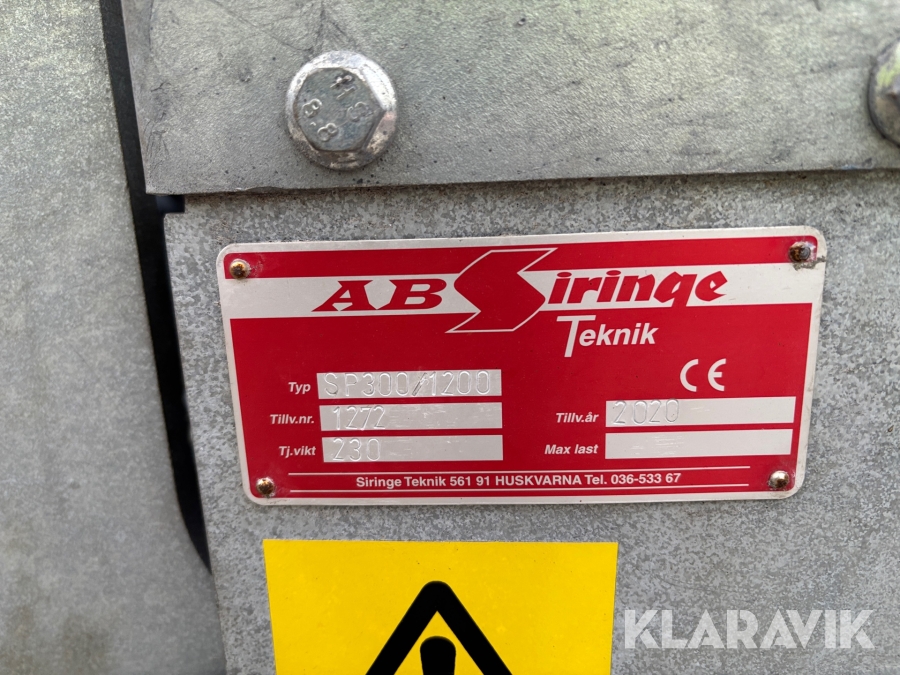 8.8
AB Siringe
Teknik
CE
Typ SP300/1200
Tillv.nr. 1272
Tillv.år 2020
Tj.vikt 230
Max last
Siringe Teknik 561 91 HUSKVARNA Tel. 036-533 67
!
KLARAVIK